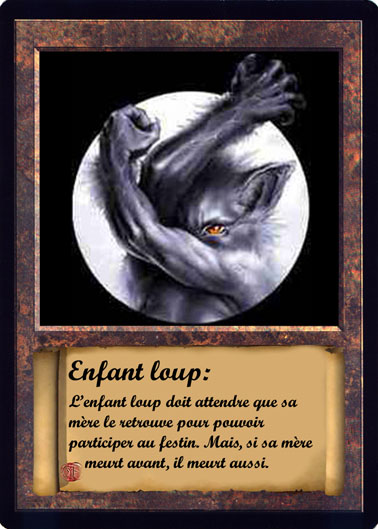 Enfant loup:
L'enfant loup doit attendre que sa
mère le retrouve pour pouvoir
participer au festin. Mais, si sa mère
meurt avant, il meurt aussi.